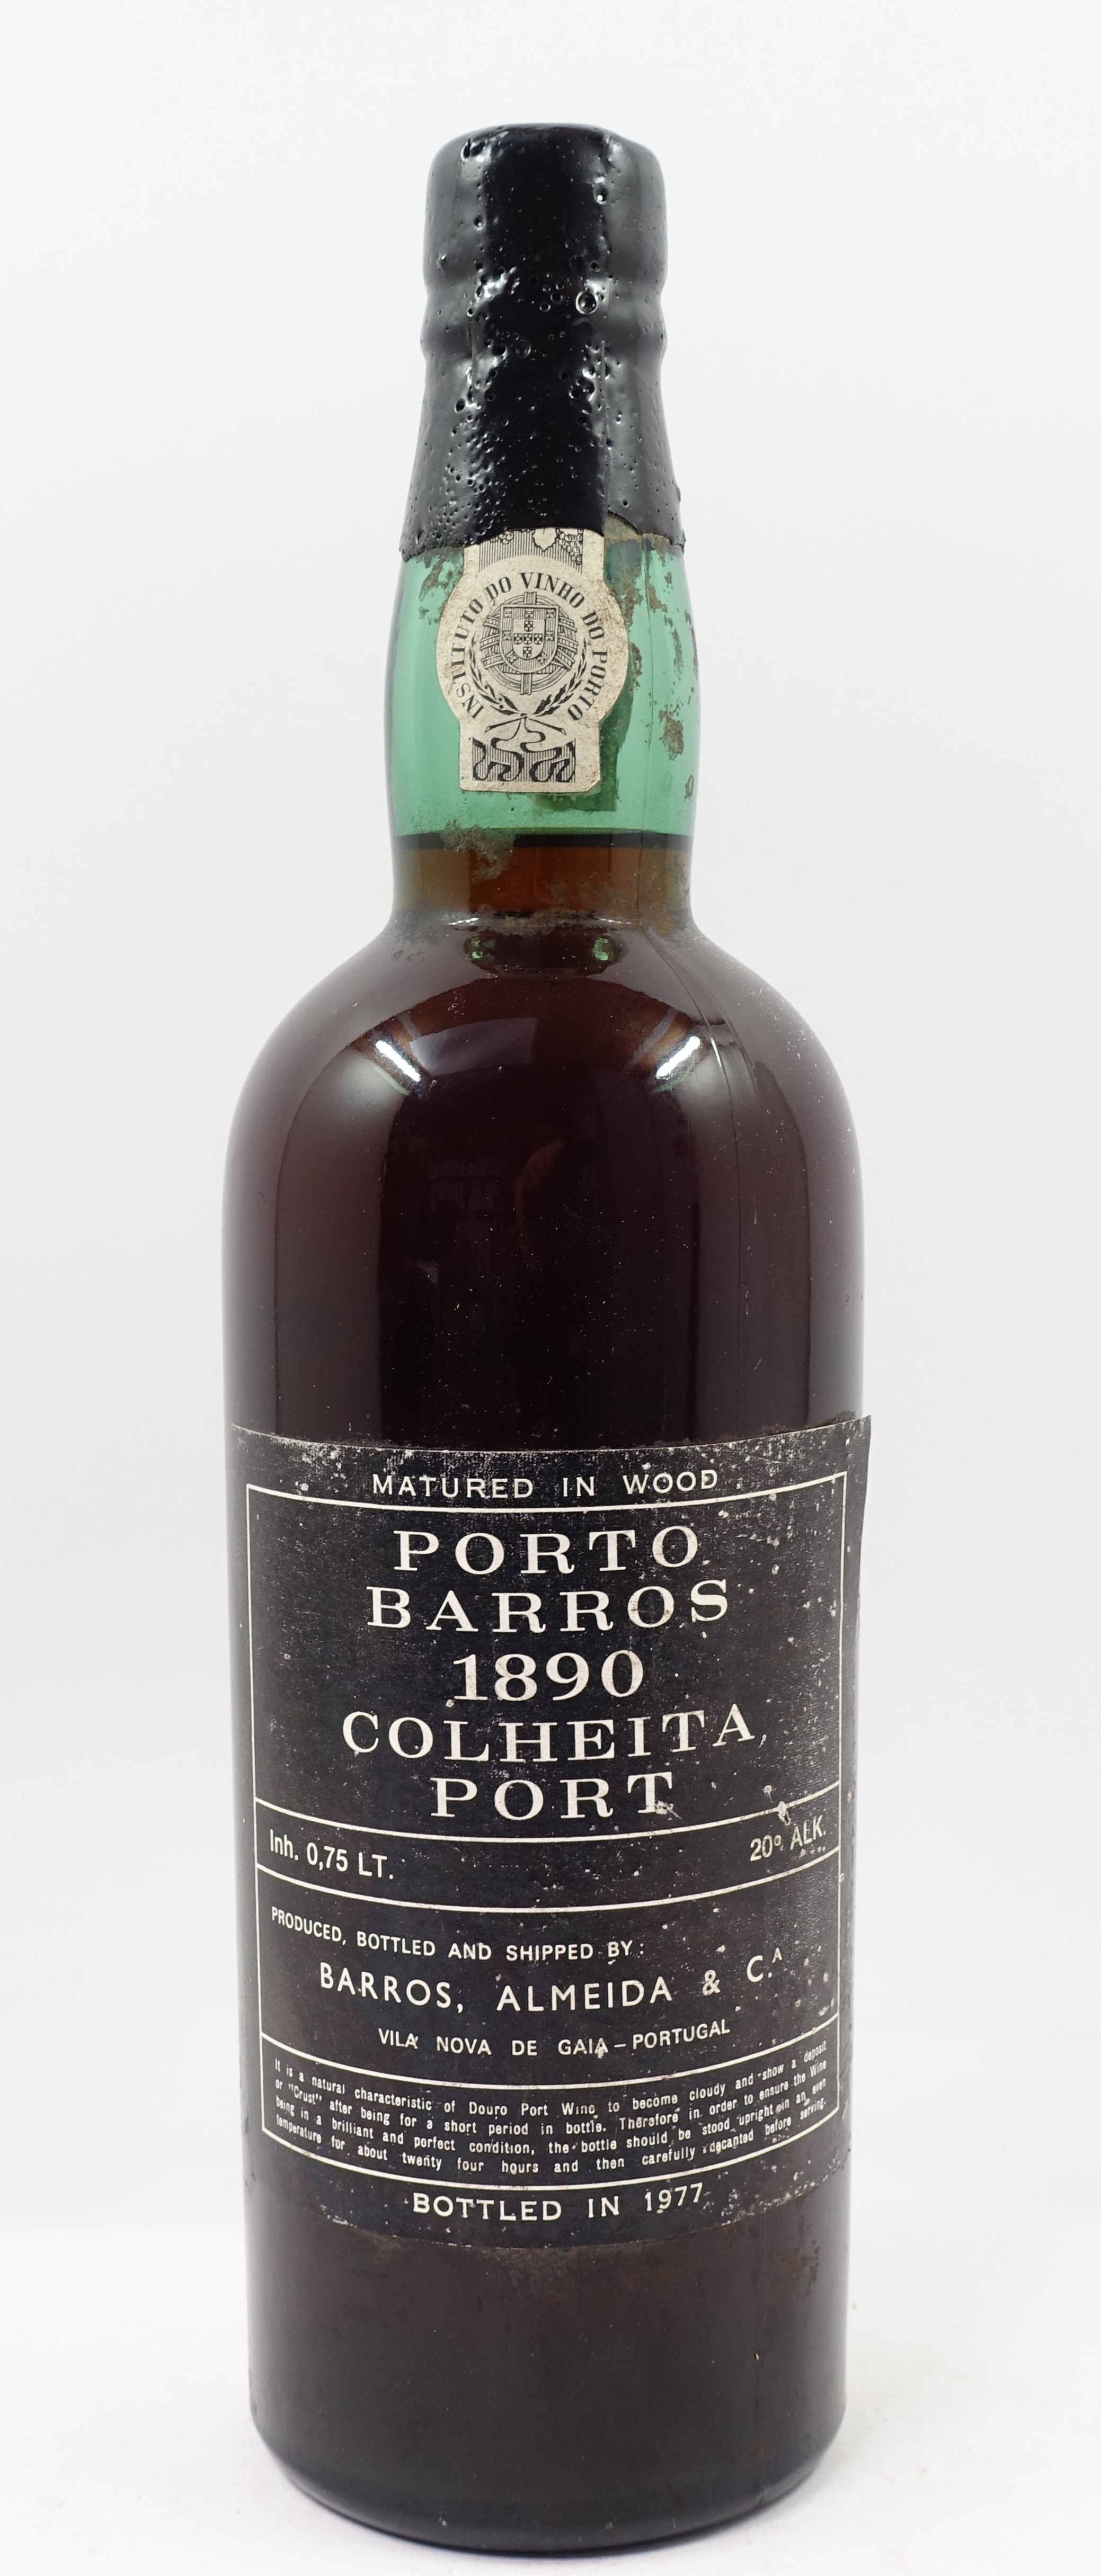 INSTITUTO DO VINHO DO PORTO
MATURED IN WOOD
PORTO
BARROS
1890
COLHEITA
PORT
Inh. 0,75 LT.
20º ALK.
PRODUCED, BOTTLED AND SHIPPED BY:
BARROS, ALMEIDA & C.A
VILA NOVA DE GAIA – PORTUGAL
It is a natural characteristic of Douro Port Wine to become cloudy and show a deposit
or "Crust" after being for a short period in bottle. Therefore in order to ensure the Wine
being in a brilliant and perfect condition, the bottle should be stood upright in an even
temperature for about twenty four hours and then carefully decanted before serving.
BOTTLED IN 1977